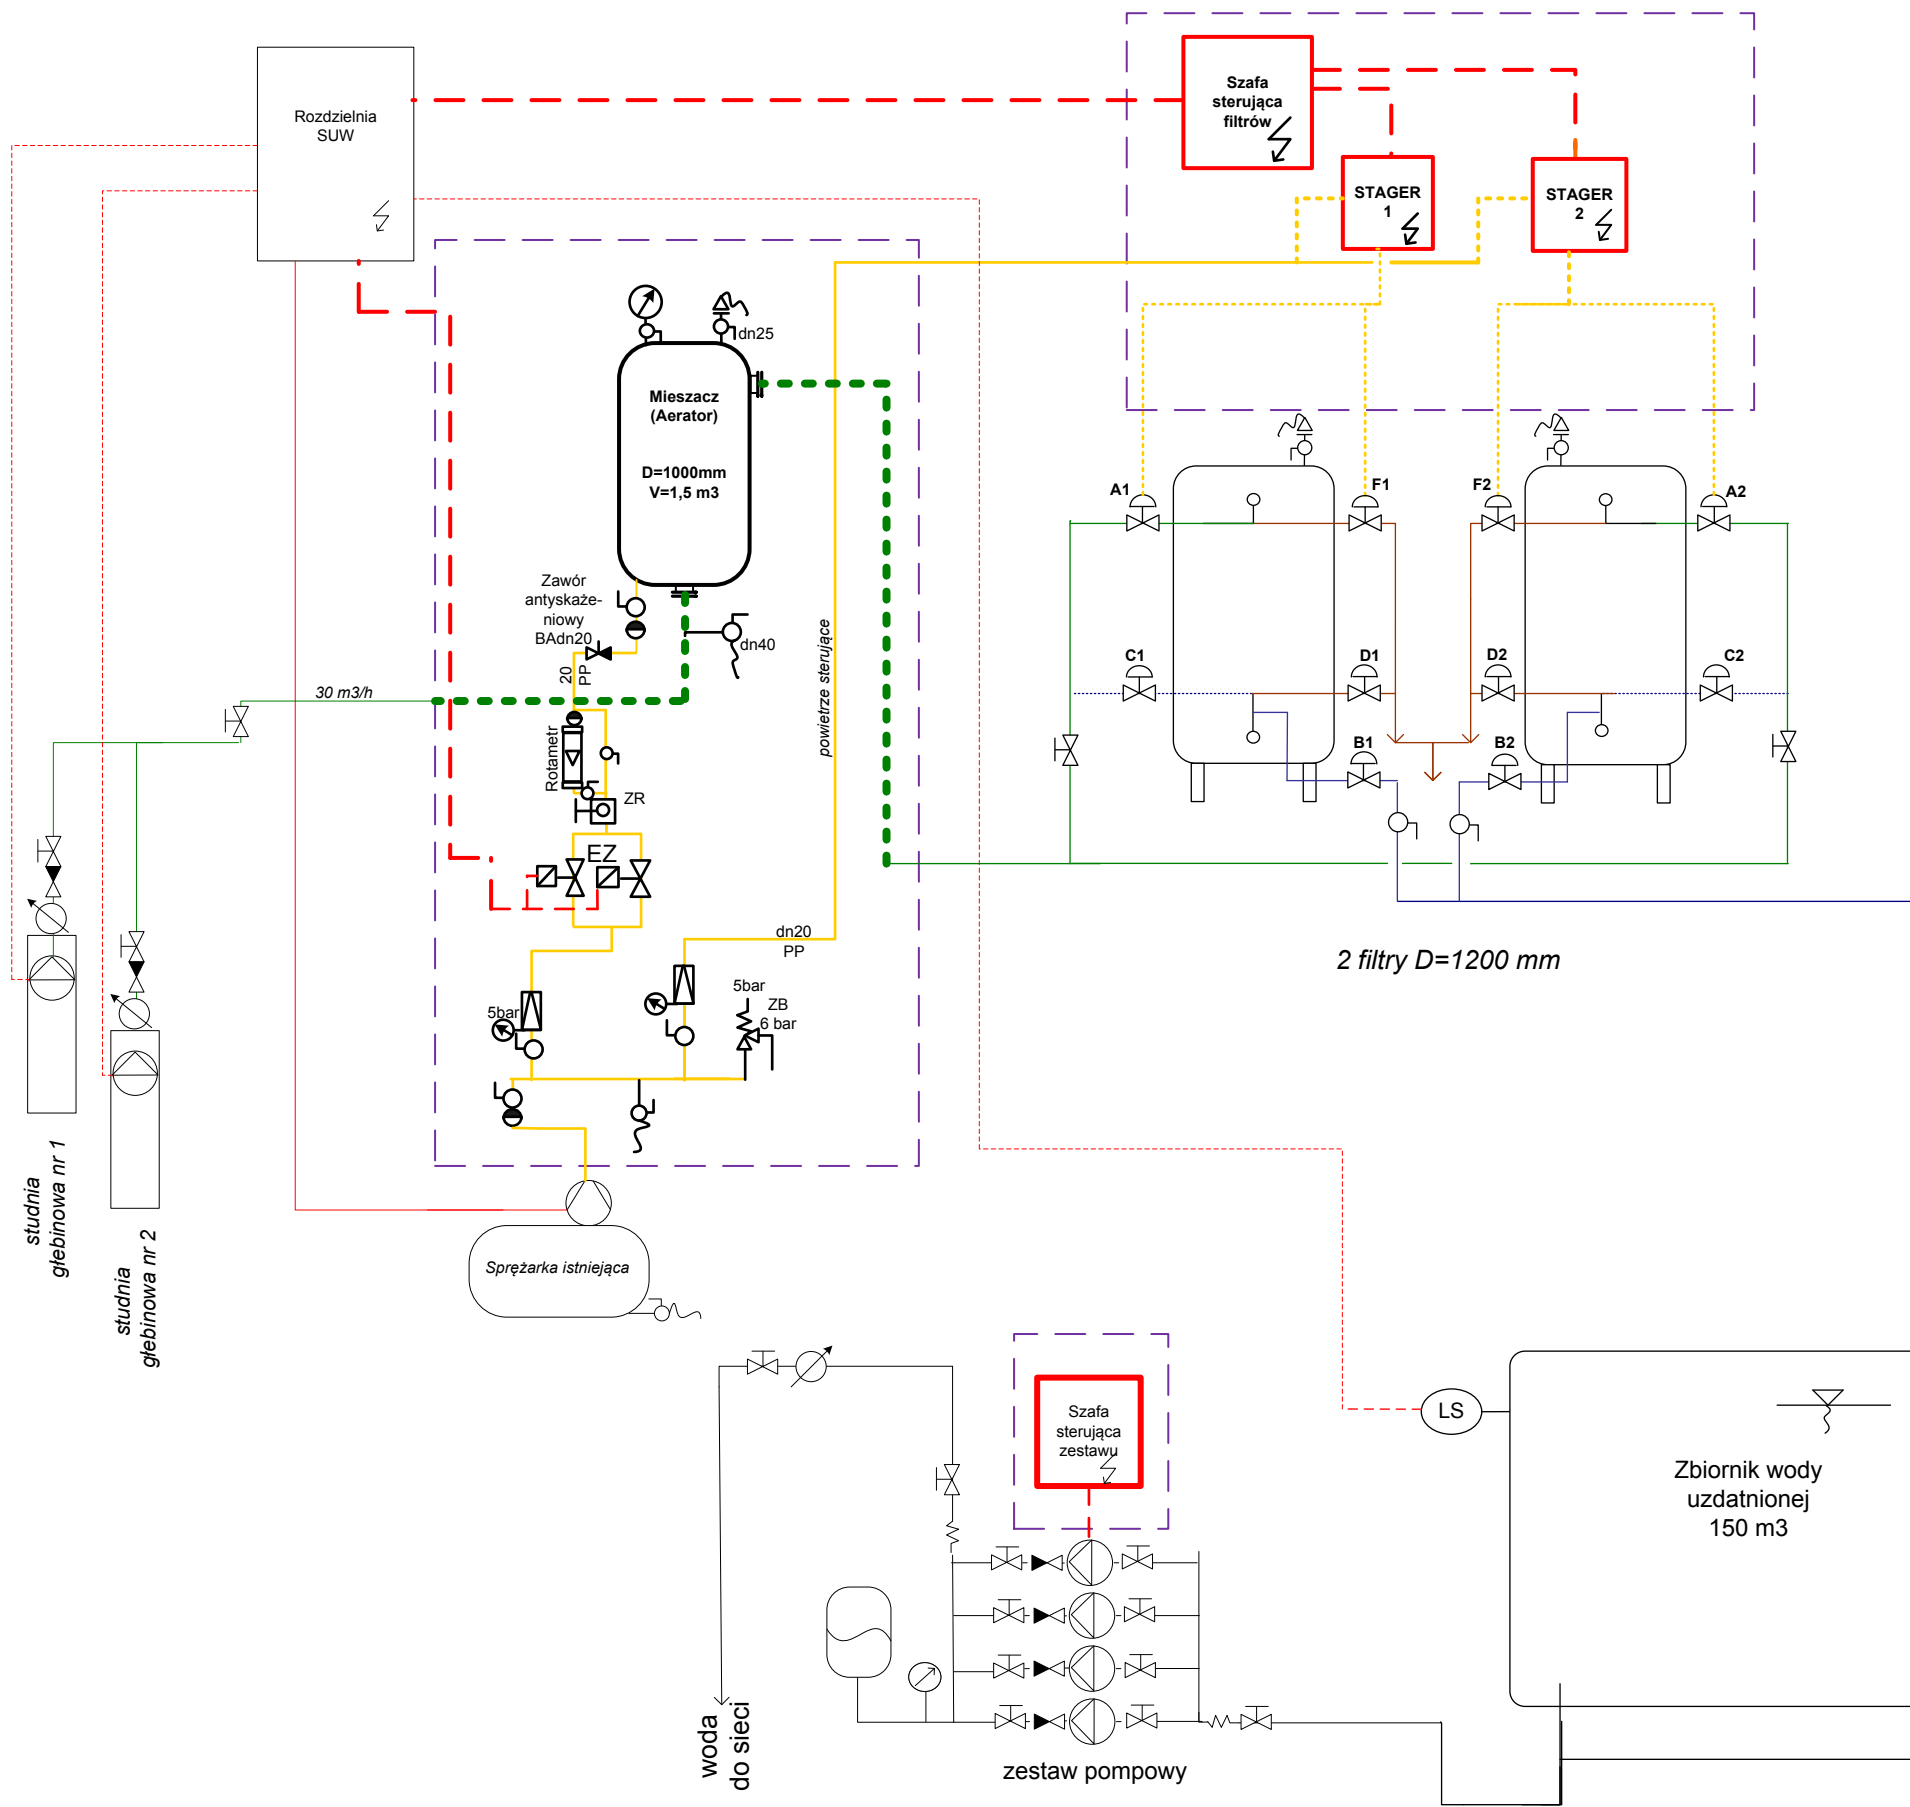 Rozdzielnia
SUW
Szafa
sterująca
filtrów
STAGER
1
STAGER
2
dn25
Mieszacz
(Aerator)
D=1000mm
V=1,5 m3
Zawór
antyskaże-
niowy
BAdn20
dn40
20
PP
30 m3/h
Rotametr
ZR
EZ
powietrze sterujące
dn20
PP
5bar
5bar
ZB
6 bar
A1
F1
F2
A2
C1
D1
D2
C2
B1
B2
2 filtry D=1200 mm
studnia
głebinowa nr 1
studnia
głebinowa nr 2
Sprężarka istniejąca
Szafa
sterująca
zestawu
LS
Zbiornik wody
uzdatnionej
150 m3
woda
do sieci
zestaw pompowy